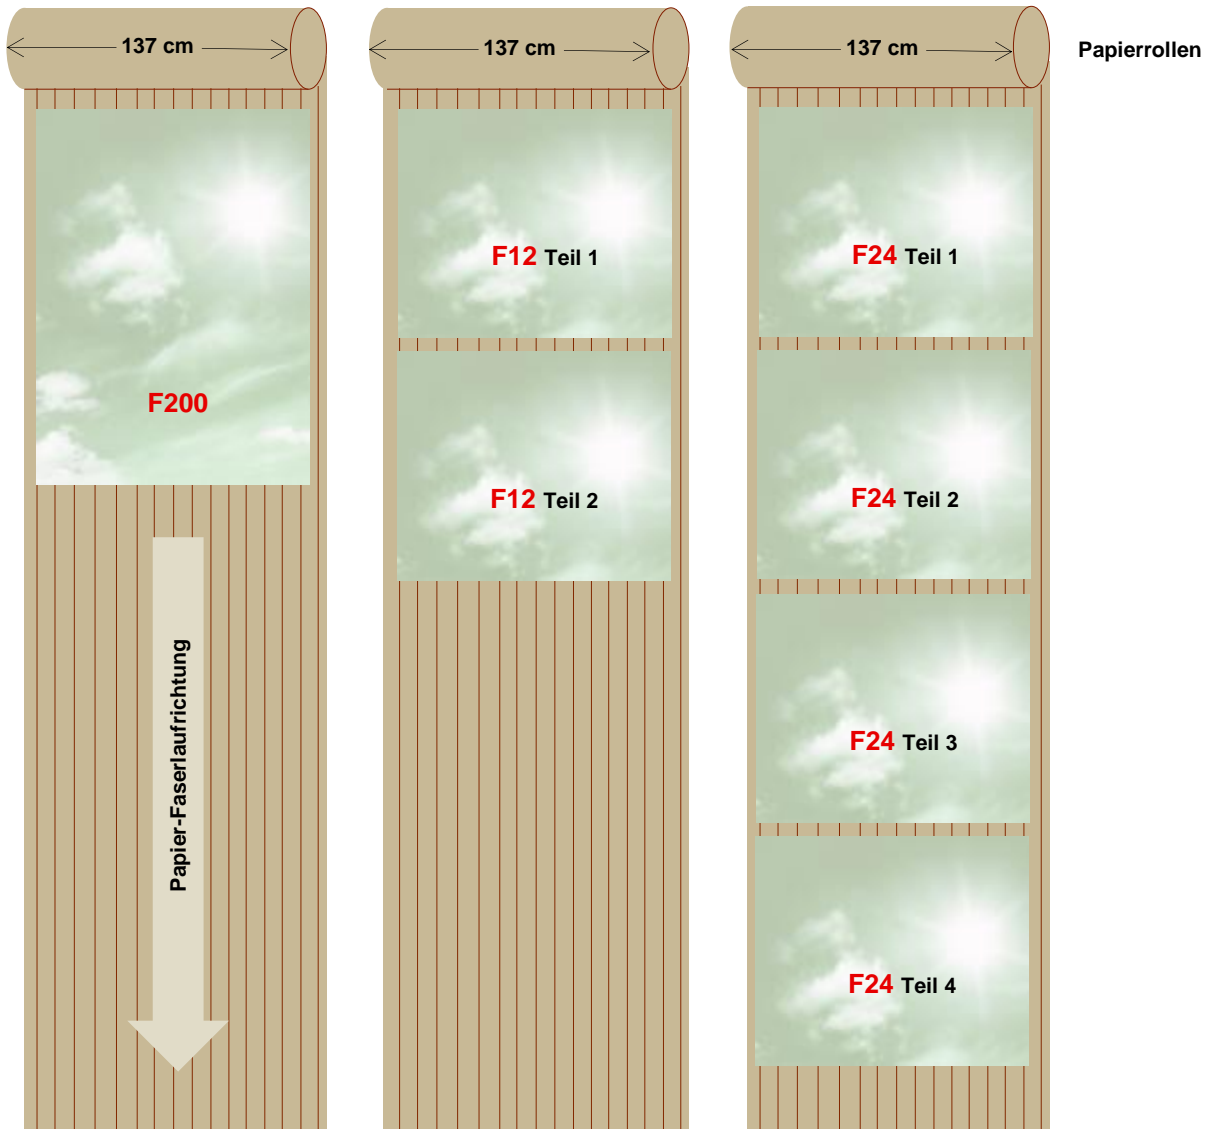 137 cm
137 cm
137 cm
Papierrollen
F200
Papier-Faserlaufrichtung
F12 Teil 1
F12 Teil 2
F24 Teil 1
F24 Teil 2
F24 Teil 3
F24 Teil 4